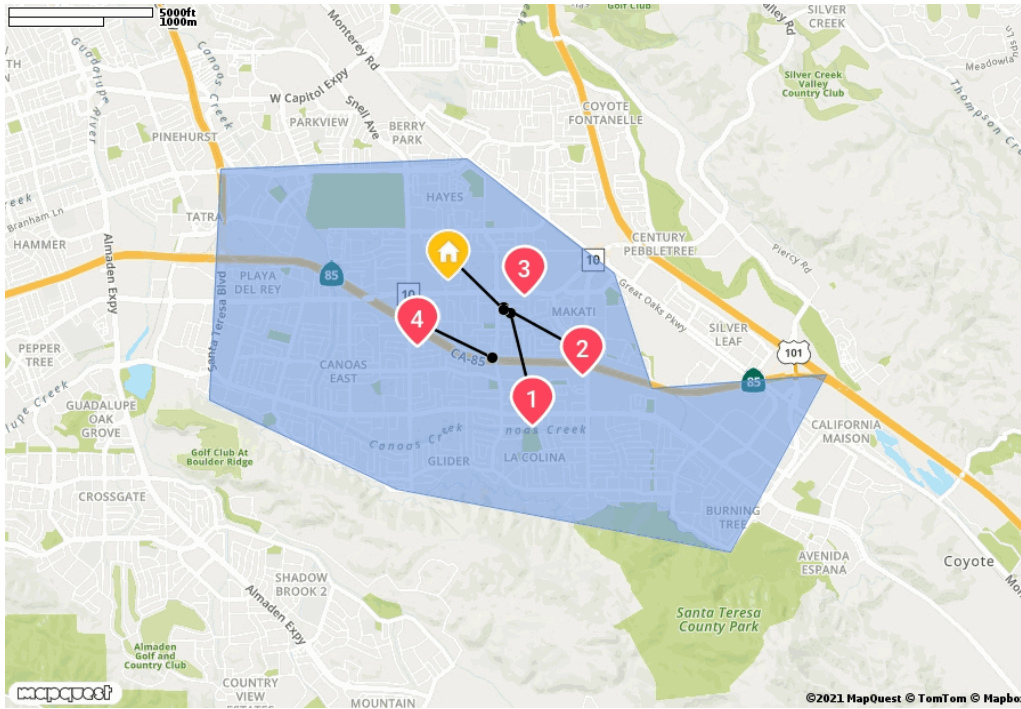 5000ft
1000m
Guadalupe River
Canoas Creek
Monterey Rd
Golf Club
Valley Rd
SILVER
CREEK
Meadowla
Silver Creek
Valley
Country Club
Thompson Creek
W Capitol Expy
Snell Ave
PARKVIEW
BERRY
PARK
COYOTE
FONTANELLE
PINEHURST
Branham Ln
HAYES
TATRA
HAMMER
Almaden Expy
CENTURY
PEBBLETREE
10
Piercy Rd
3
PLAYA
DEL REY
85
10
Santa Teresa Blvd
Great Oaks Pkwy
MAKATI
4
SILVER
LEAF
2
CA-85
PEPPER
TREE
CANOAS
EAST
101
85
1
GUADALUPE
OAK
GROVE
Canoas Creek
noas Creek
CALIFORNIA
MAISON
Golf Club At
Boulder Ridge
GLIDER
LA COLINA
CROSSGATE
BURNING
TREE
AVENIDA
ESPANA
Coyote
SHADOW
BROOK 2
Almaden Expy
Santa Teresa
County Park
Almaden
Golf and
Country Club
COUNTRY
VIEW
ESTATES
MOUNTAIN
mapquest
©2021 MapQuest © TomTom © Mapbo